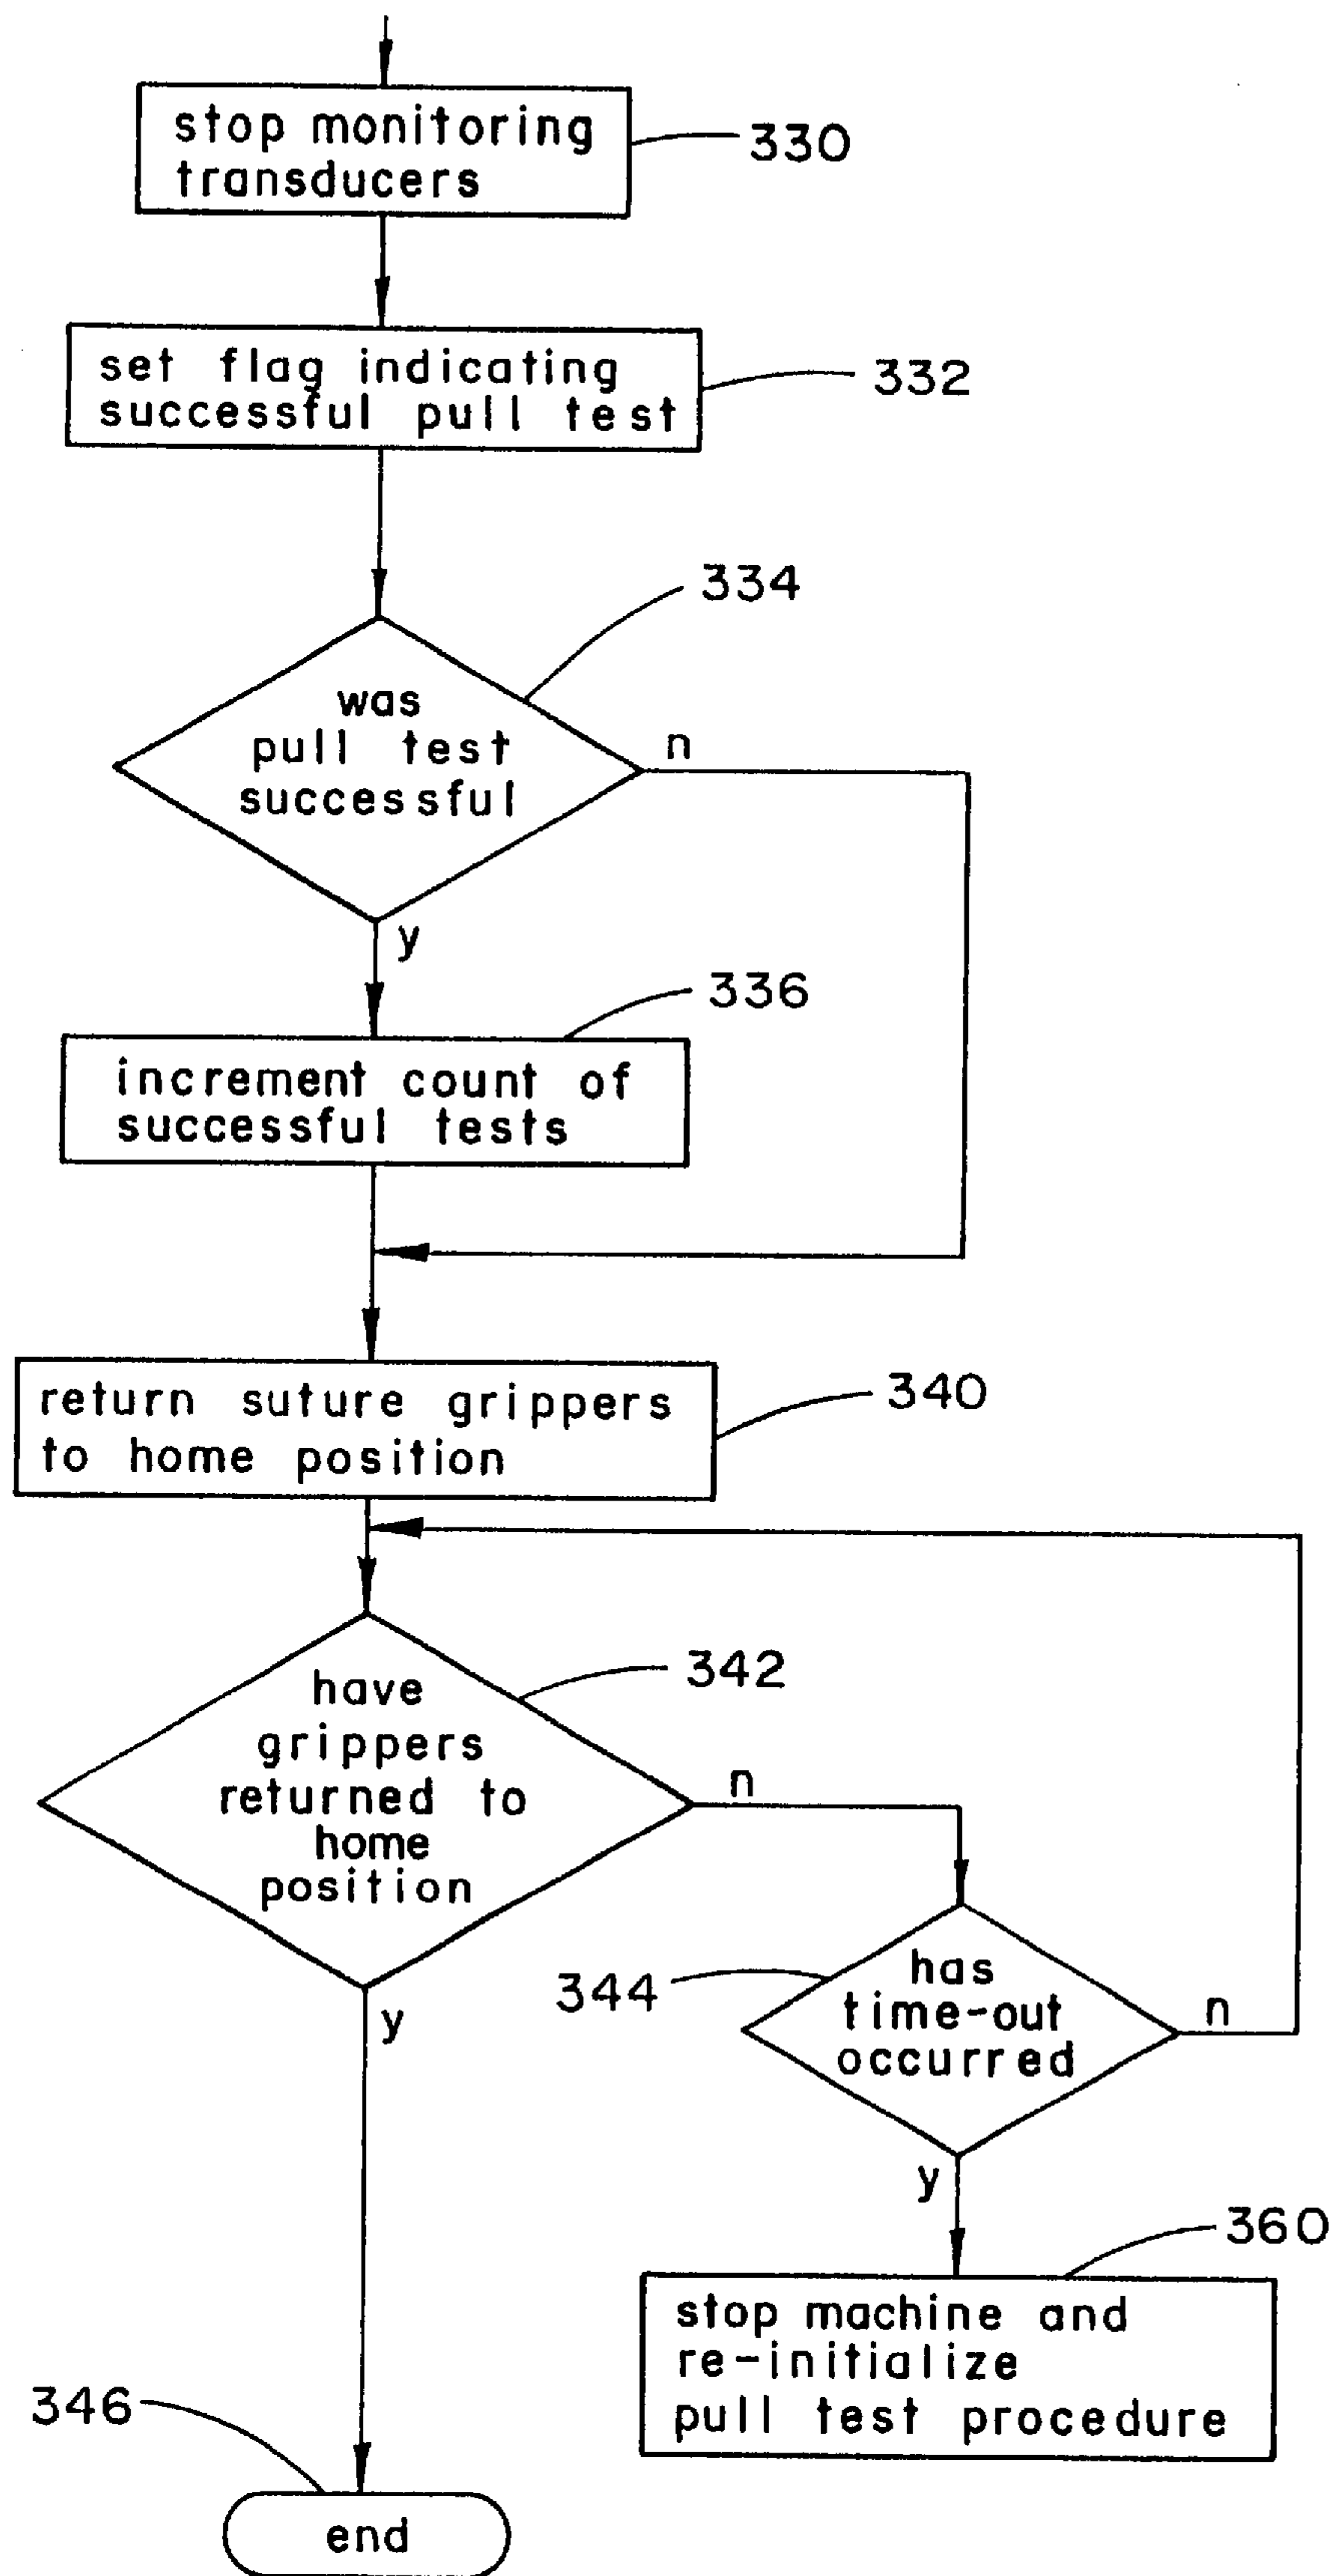 stop monitoring
transducers
330
set flag indicating
successful pull test
332
334
was
pull test
successful
n
y
336
increment count of
successful tests
return suture grippers
to home position
340
342
have
grippers
returned to
home
position
n
y
344
has
time-out
occurred
n
y
360
stop machine and
re-initialize
pull test procedure
346
end